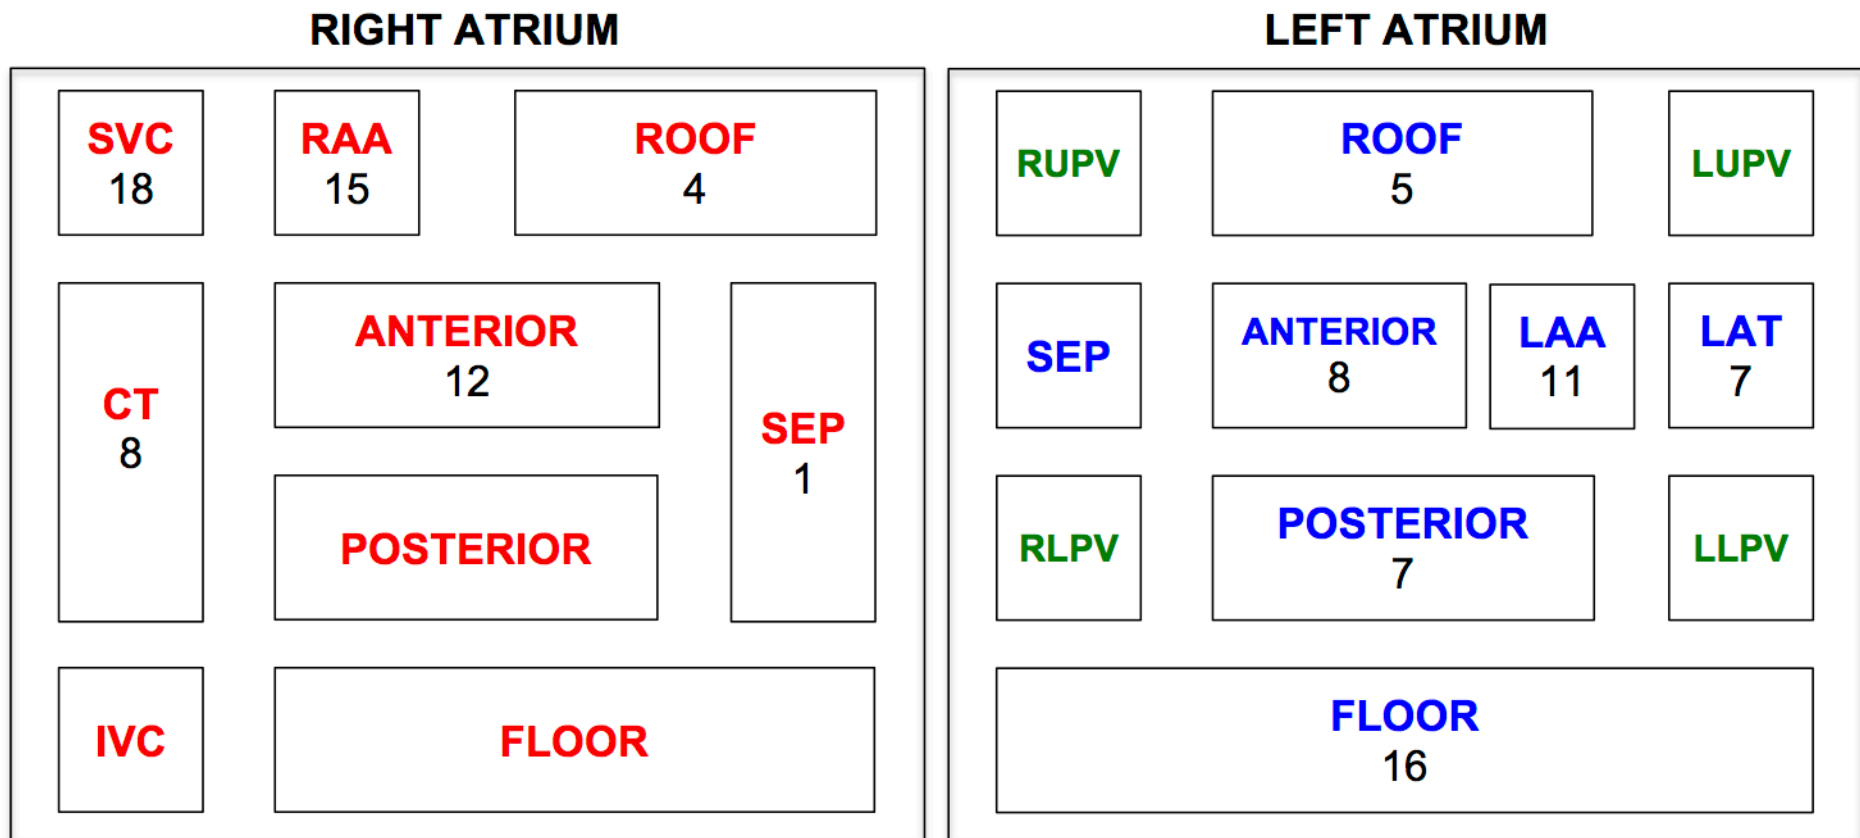 RIGHT ATRIUM
SVC
18
RAA
15
ROOF
4
CT
8
ANTERIOR
12
SEP
1
POSTERIOR
IVC
FLOOR
LEFT ATRIUM
RUPV
ROOF
5
LUPV
SEP
ANTERIOR
8
LAA
11
LAT
7
RLPV
POSTERIOR
7
LLPV
FLOOR
16